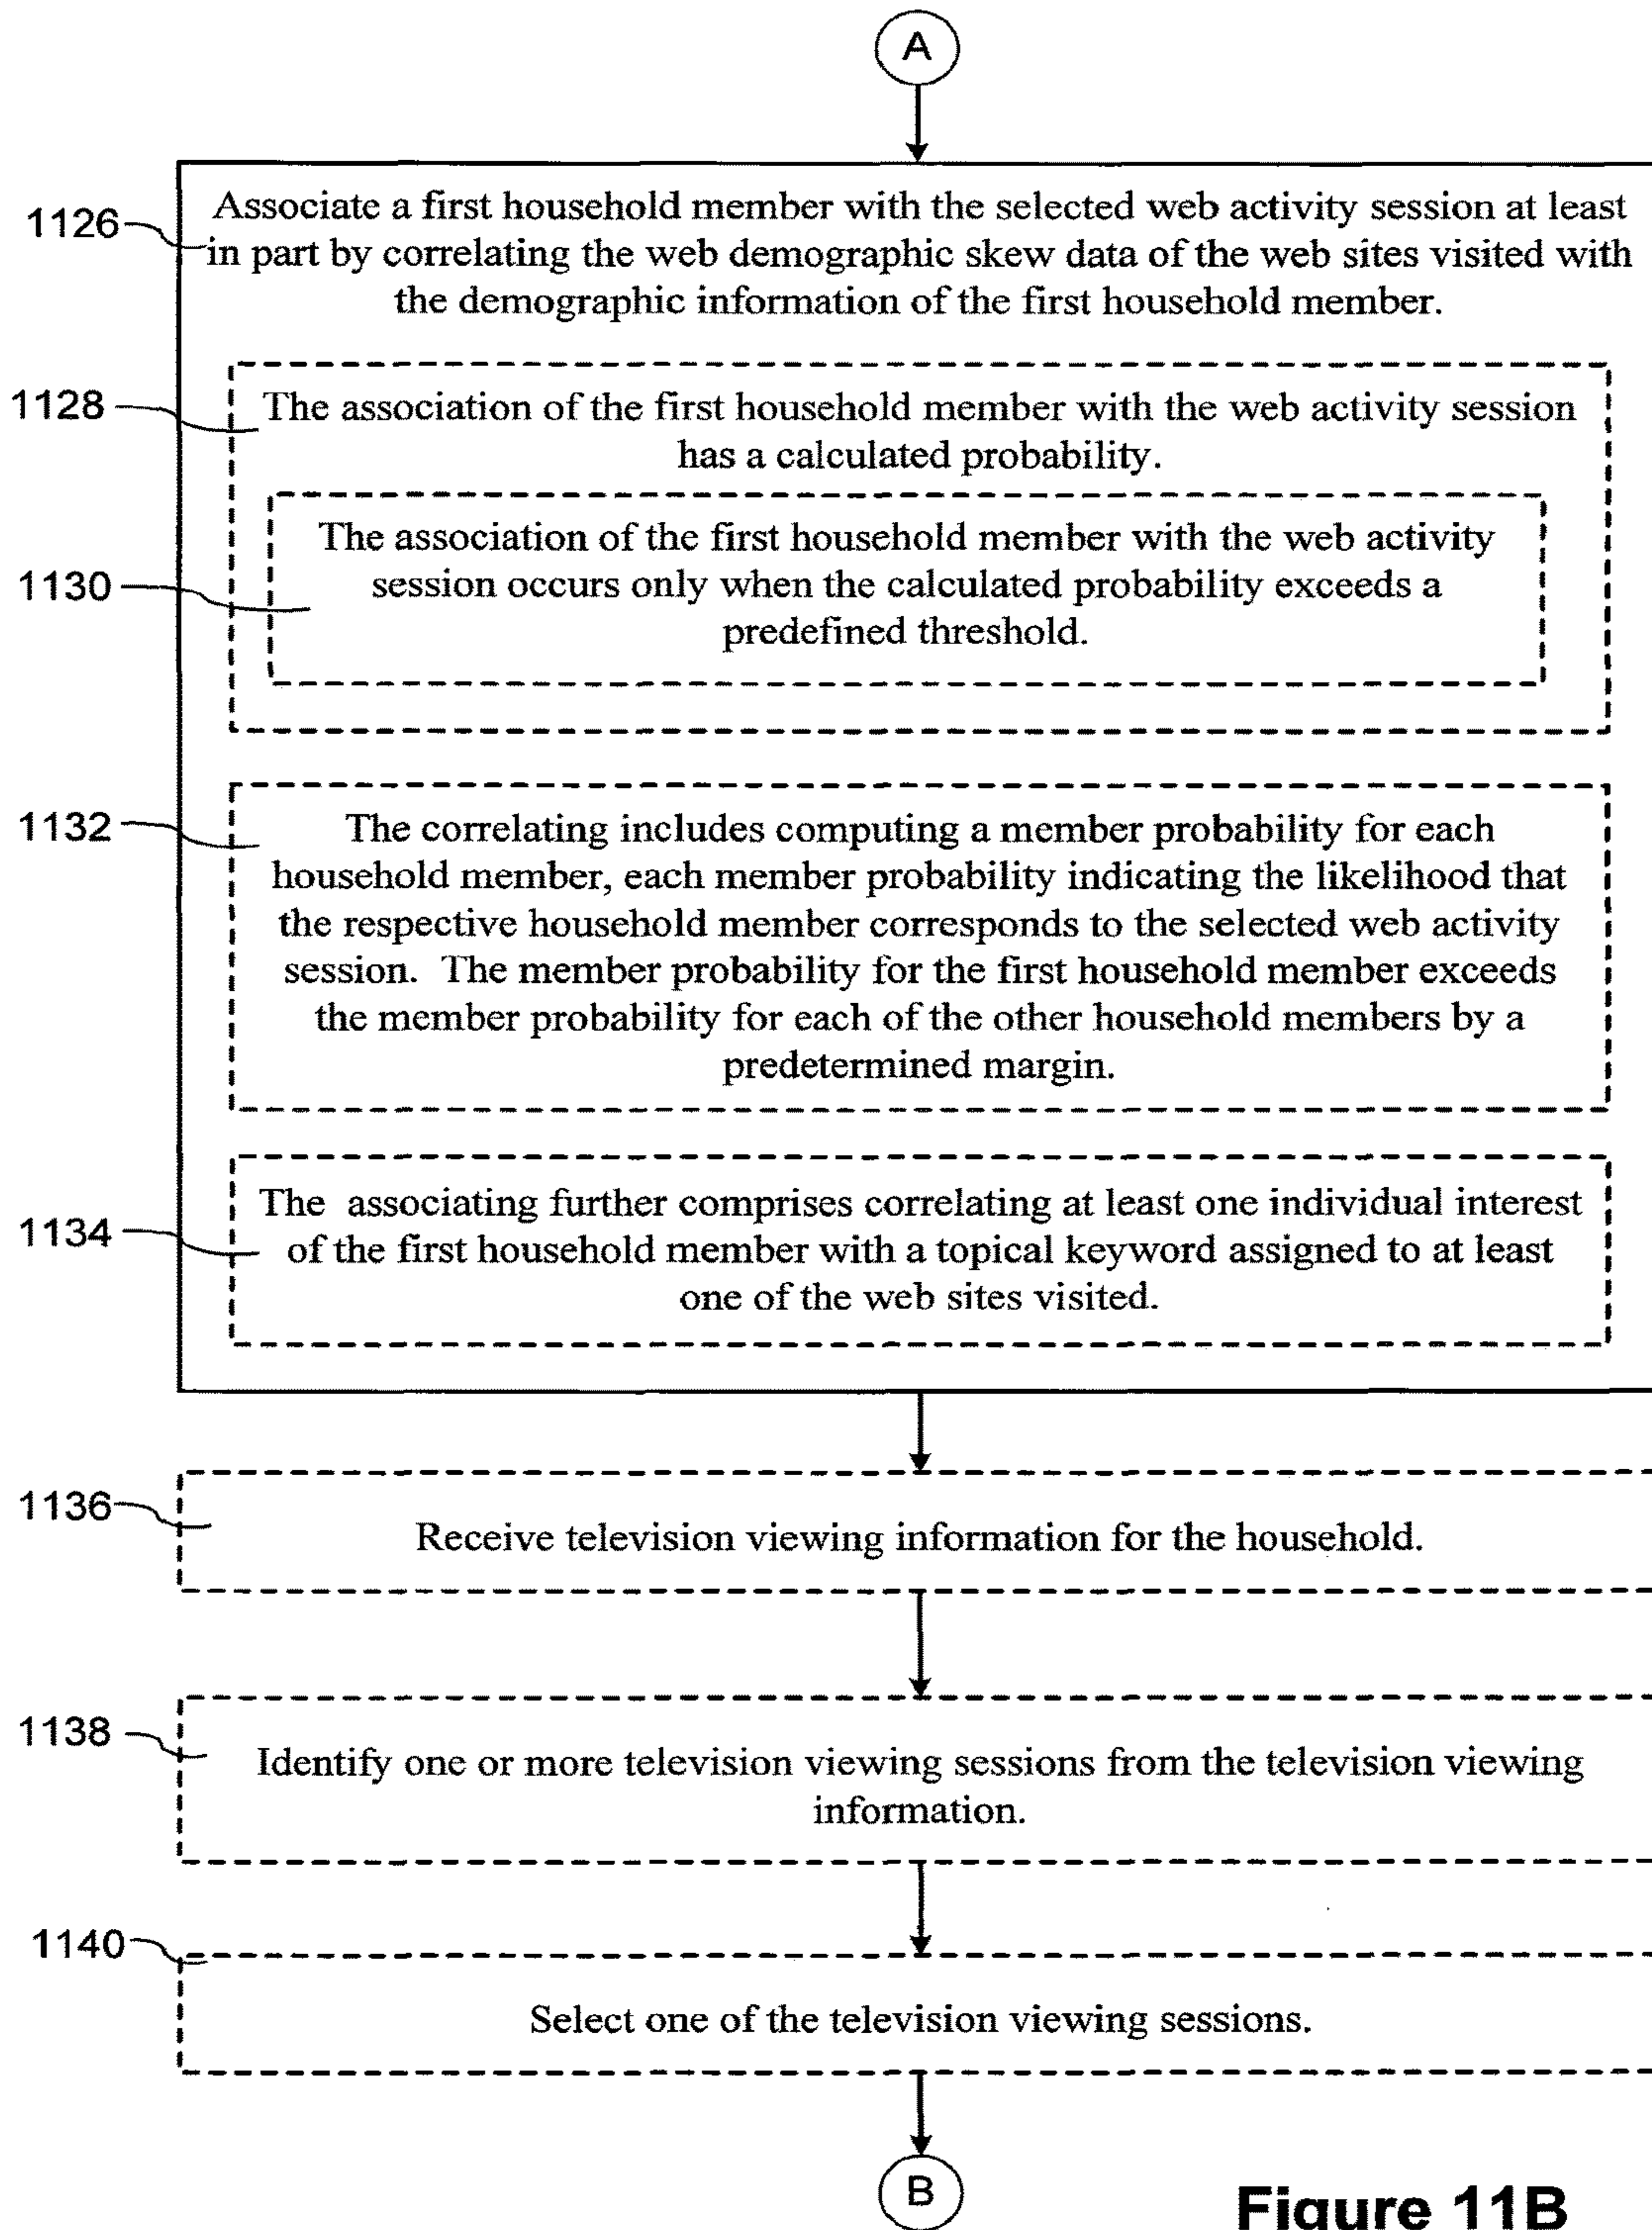 A
1126
Associate a first household member with the selected web activity session at least
in part by correlating the web demographic skew data of the web sites visited with
the demographic information of the first household member.
1128
The association of the first household member with the web activity session
has a calculated probability.
1130
The association of the first household member with the web activity
session occurs only when the calculated probability exceeds a
predefined threshold.
1132
The correlating includes computing a member probability for each
household member, each member probability indicating the likelihood that
the respective household member corresponds to the selected web activity
session. The member probability for the first household member exceeds
the member probability for each of the other household members by a
predetermined margin.
1134
The associating further comprises correlating at least one individual interest
of the first household member with a topical keyword assigned to at least
one of the web sites visited.
1136
Receive television viewing information for the household.
1138
Identify one or more television viewing sessions from the television viewing
information.
1140
Select one of the television viewing sessions.
B
Figure 11B